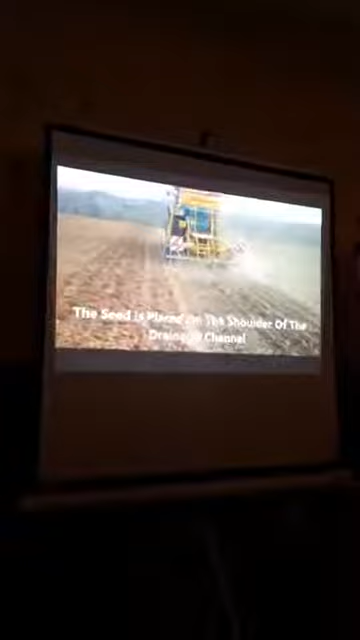 The Seed is Placed On The Shoulder Of The
Drainage Channel